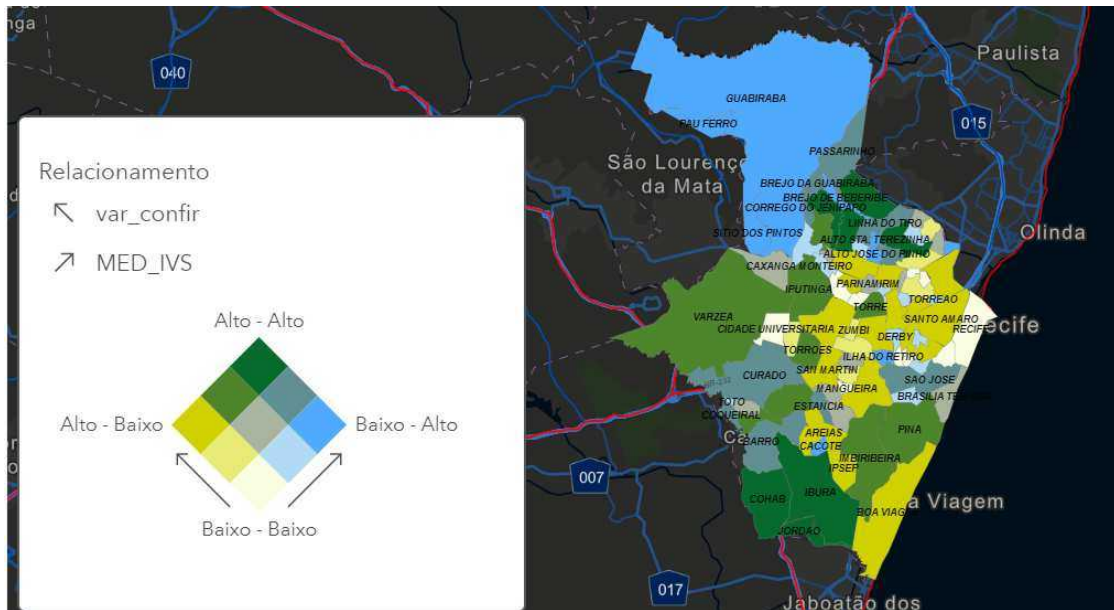 nga
040
Paulista
015
GUABIRABA
PAU FERRO
PASSARINHO
São Lourenço
da Mata
BREJO DA GUABIRABA
BREJO DE BEBERIBE
CORREGO DO JENIPAPO
LINHA DO TIRO
SITIO DOS PINTOS
ALTO STA. TEREZINHA
Olinda
ALTO JOSE DO PINHO
CAXANGA
MONTEIRO
PARNAMIRIM
IPUTINGA
TORREAO
TORRE
VARZEA
SANTO AMARO
CIDADE UNIVERSITARIA
ZUMBI
RECIFE
ecife
DERBY
TORROES
ILHA DO RETIRO
SAN MARTIN
CURADO
SAO JOSE
MANGUEIRA
BRASILIA TE
TOTO
ESTANCIA
COQUEIRAL
AREIAS
PINA
BARRO
CACOTE
IMBIRIBEIRA
IPSEP
007
COHAB
IBURA
BOA VIAG
a Viagem
JORDAO
017
Jaboatão dos
Relacionamento
↖ var_confir
↗ MED_IVS
Alto - Alto
Alto - Baixo
Baixo - Alto
Baixo - Baixo